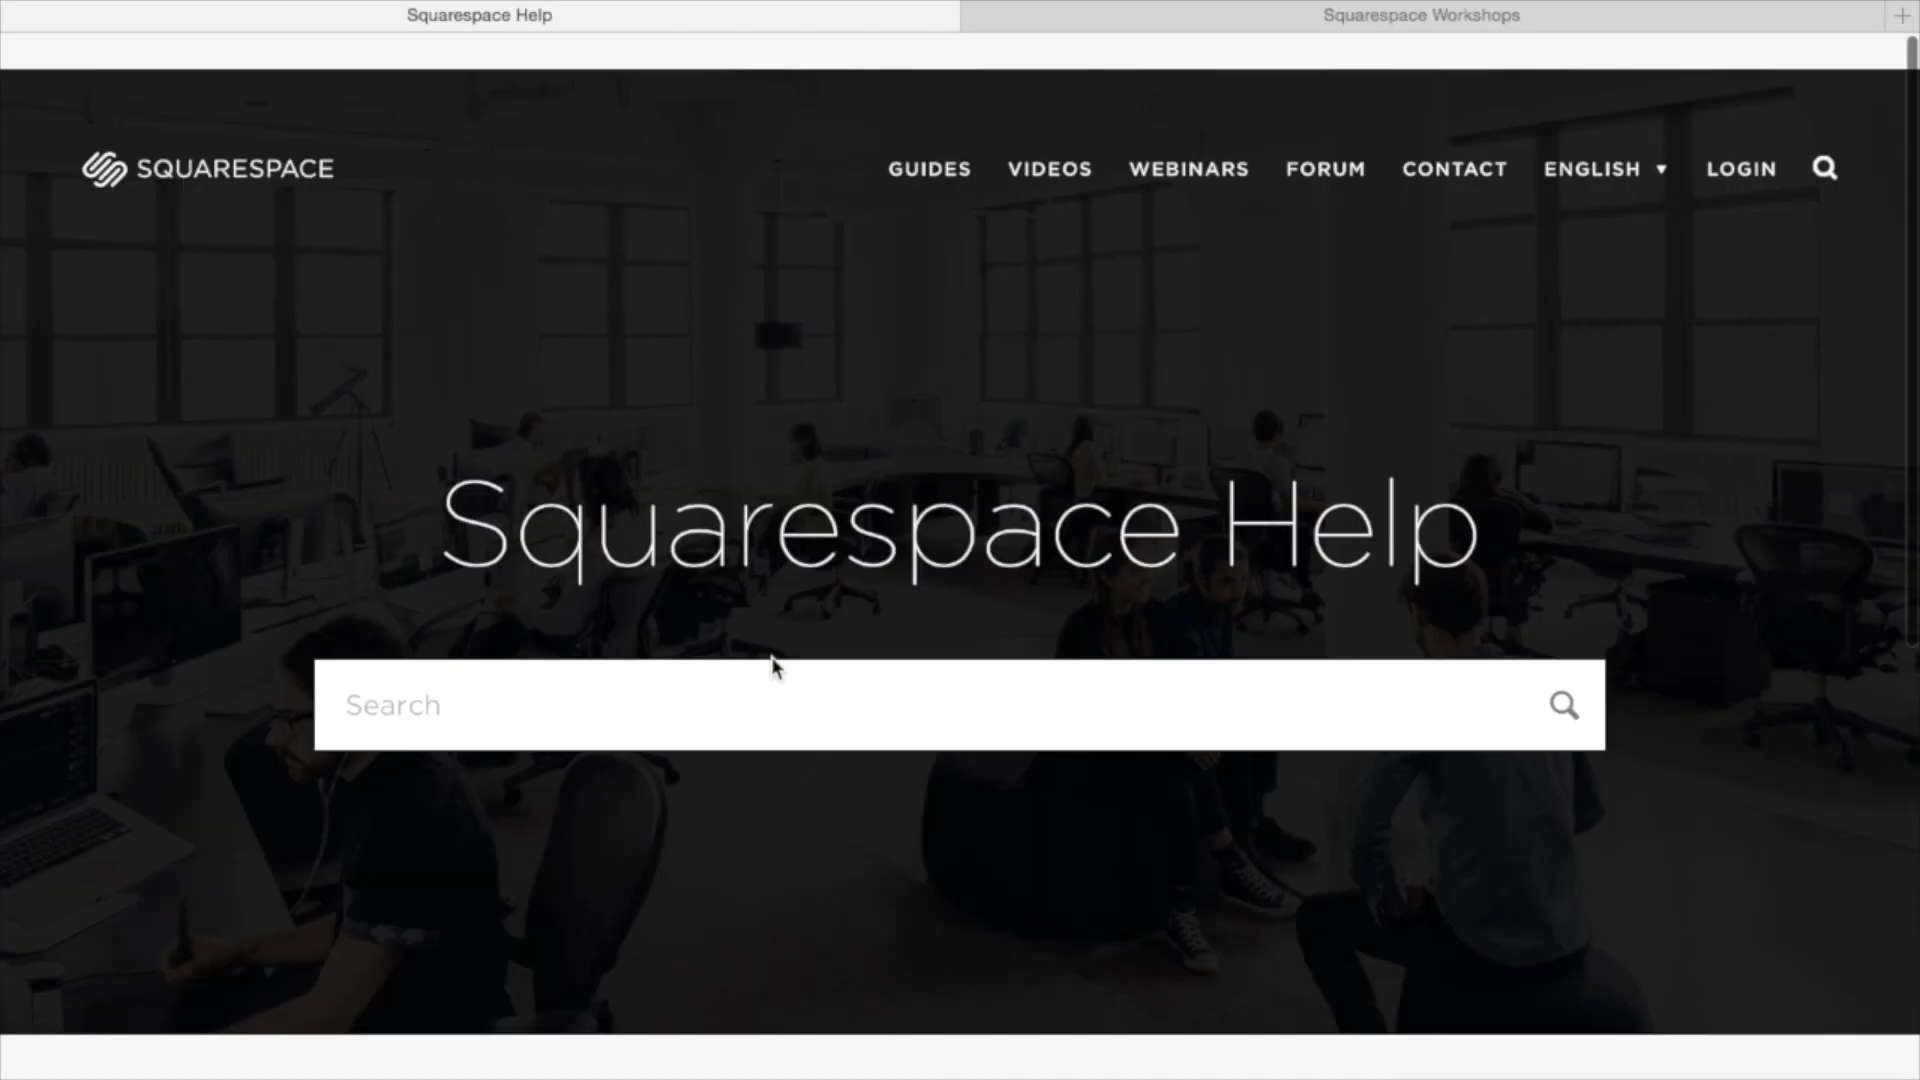 Squarespace Help
Squarespace Workshops
SQUARESPACE
GUIDES VIDEOS WEBINARS FORUM CONTACT ENGLISH ▼ LOGIN
Squarespace Help
Search